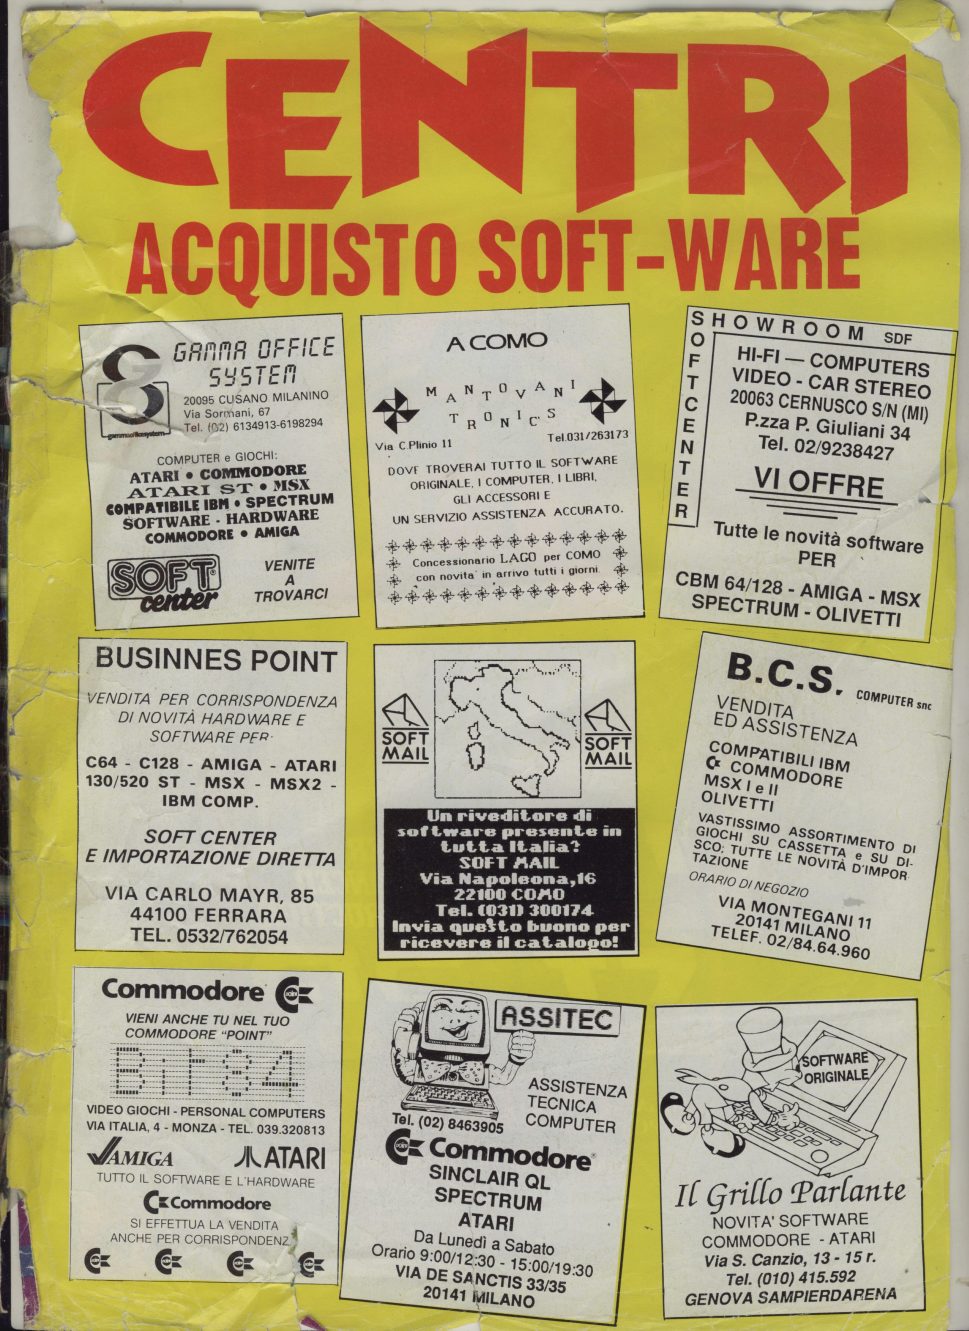 CENTRI
ACQUISTO SOFT-WARE
GAMMA OFFICE
SYSTEM
gammaofficesystem
20095 CUSANO MILANINO
Via Sormani, 67
Tel. (02) 6134913-6198294
COMPUTER e GIOCHI:
ATARI • COMMODORE
ATARI ST • MSX
COMPATIBILE IBM • SPECTRUM
SOFTWARE - HARDWARE
COMMODORE • AMIGA
SOFT
center
VENITE
A
TROVARCI
A COMO
MANTOVANI
TRONIC'S
Via C.Plinio 11
Tel.031/263173
DOVE TROVERAI TUTTO IL SOFTWARE
ORIGINALE, I COMPUTER, I LIBRI,
GLI ACCESSORI E
UN SERVIZIO ASSISTENZA ACCURATO.
Concessionario LAGO per COMO
con novita' in arrivo tutti i giorni.
SHOWROOM SDF
SOFTCENTER
HI-FI — COMPUTERS
VIDEO - CAR STEREO
20063 CERNUSCO S/N (MI)
P.zza P. Giuliani 34
Tel. 02/9238427
VI OFFRE
Tutte le novità software
PER
CBM 64/128 - AMIGA - MSX
SPECTRUM - OLIVETTI
BUSINNES POINT
VENDITA PER CORRISPONDENZA
DI NOVITÀ HARDWARE E
SOFTWARE PER:
C64 - C128 - AMIGA - ATARI
130/520 ST - MSX - MSX2 -
IBM COMP.
SOFT CENTER
E IMPORTAZIONE DIRETTA
VIA CARLO MAYR, 85
44100 FERRARA
TEL. 0532/762054
SOFT
MAIL
SOFT
MAIL
Un riveditore di
software presente in
tutta Italia?
SOFT MAIL
Via Napoleona,16
22100 COMO
Tel. (031) 300174
Invia questo buono per
ricevere il catalogo!
B.C.S. COMPUTER snc
VENDITA
ED ASSISTENZA
COMPATIBILI IBM
COMMODORE
MSX I e II
OLIVETTI
VASTISSIMO ASSORTIMENTO DI
GIOCHI SU CASSETTA e SU DI-
SCO; TUTTE LE NOVITÀ D'IMPOR-
TAZIONE
ORARIO DI NEGOZIO
VIA MONTEGANI 11
20141 MILANO
TELEF. 02/84.64.960
Commodore point
VIENI ANCHE TU NEL TUO
COMMODORE "POINT"
Bit84
VIDEO GIOCHI - PERSONAL COMPUTERS
VIA ITALIA, 4 - MONZA - TEL. 039.320813
AMIGA ATARI
TUTTO IL SOFTWARE E L'HARDWARE
Commodore
SI EFFETTUA LA VENDITA
ANCHE PER CORRISPONDENZ
ASSITEC
ASSISTENZA
TECNICA
COMPUTER
Tel. (02) 8463905
point Commodore
SINCLAIR QL
SPECTRUM
ATARI
Da Lunedì a Sabato
Orario 9:00/12:30 - 15:00/19:30
VIA DE SANCTIS 33/35
20141 MILANO
SOFTWARE
ORIGINALE
Il Grillo Parlante
NOVITA' SOFTWARE
COMMODORE - ATARI
Via S. Canzio, 13 - 15 r.
Tel. (010) 415.592
GENOVA SAMPIERDARENA